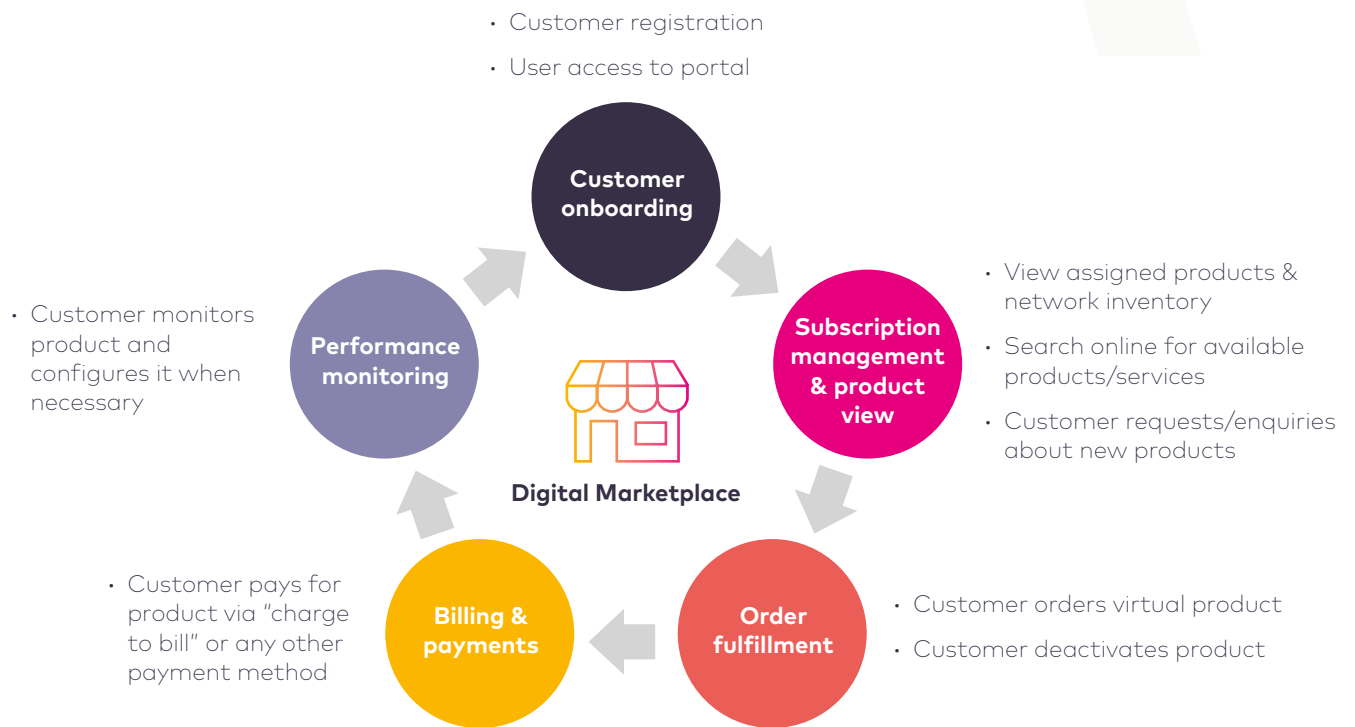 • Customer registration
• User access to portal
Customer
onboarding
Subscription
management
& product
view
• View assigned products &
network inventory
• Search online for available
products/services
• Customer requests/enquiries
about new products
Order
fulfillment
• Customer orders virtual product
• Customer deactivates product
Billing &
payments
• Customer pays for
product via “charge
to bill” or any other
payment method
Performance
monitoring
• Customer monitors
product and
configures it when
necessary
Digital Marketplace